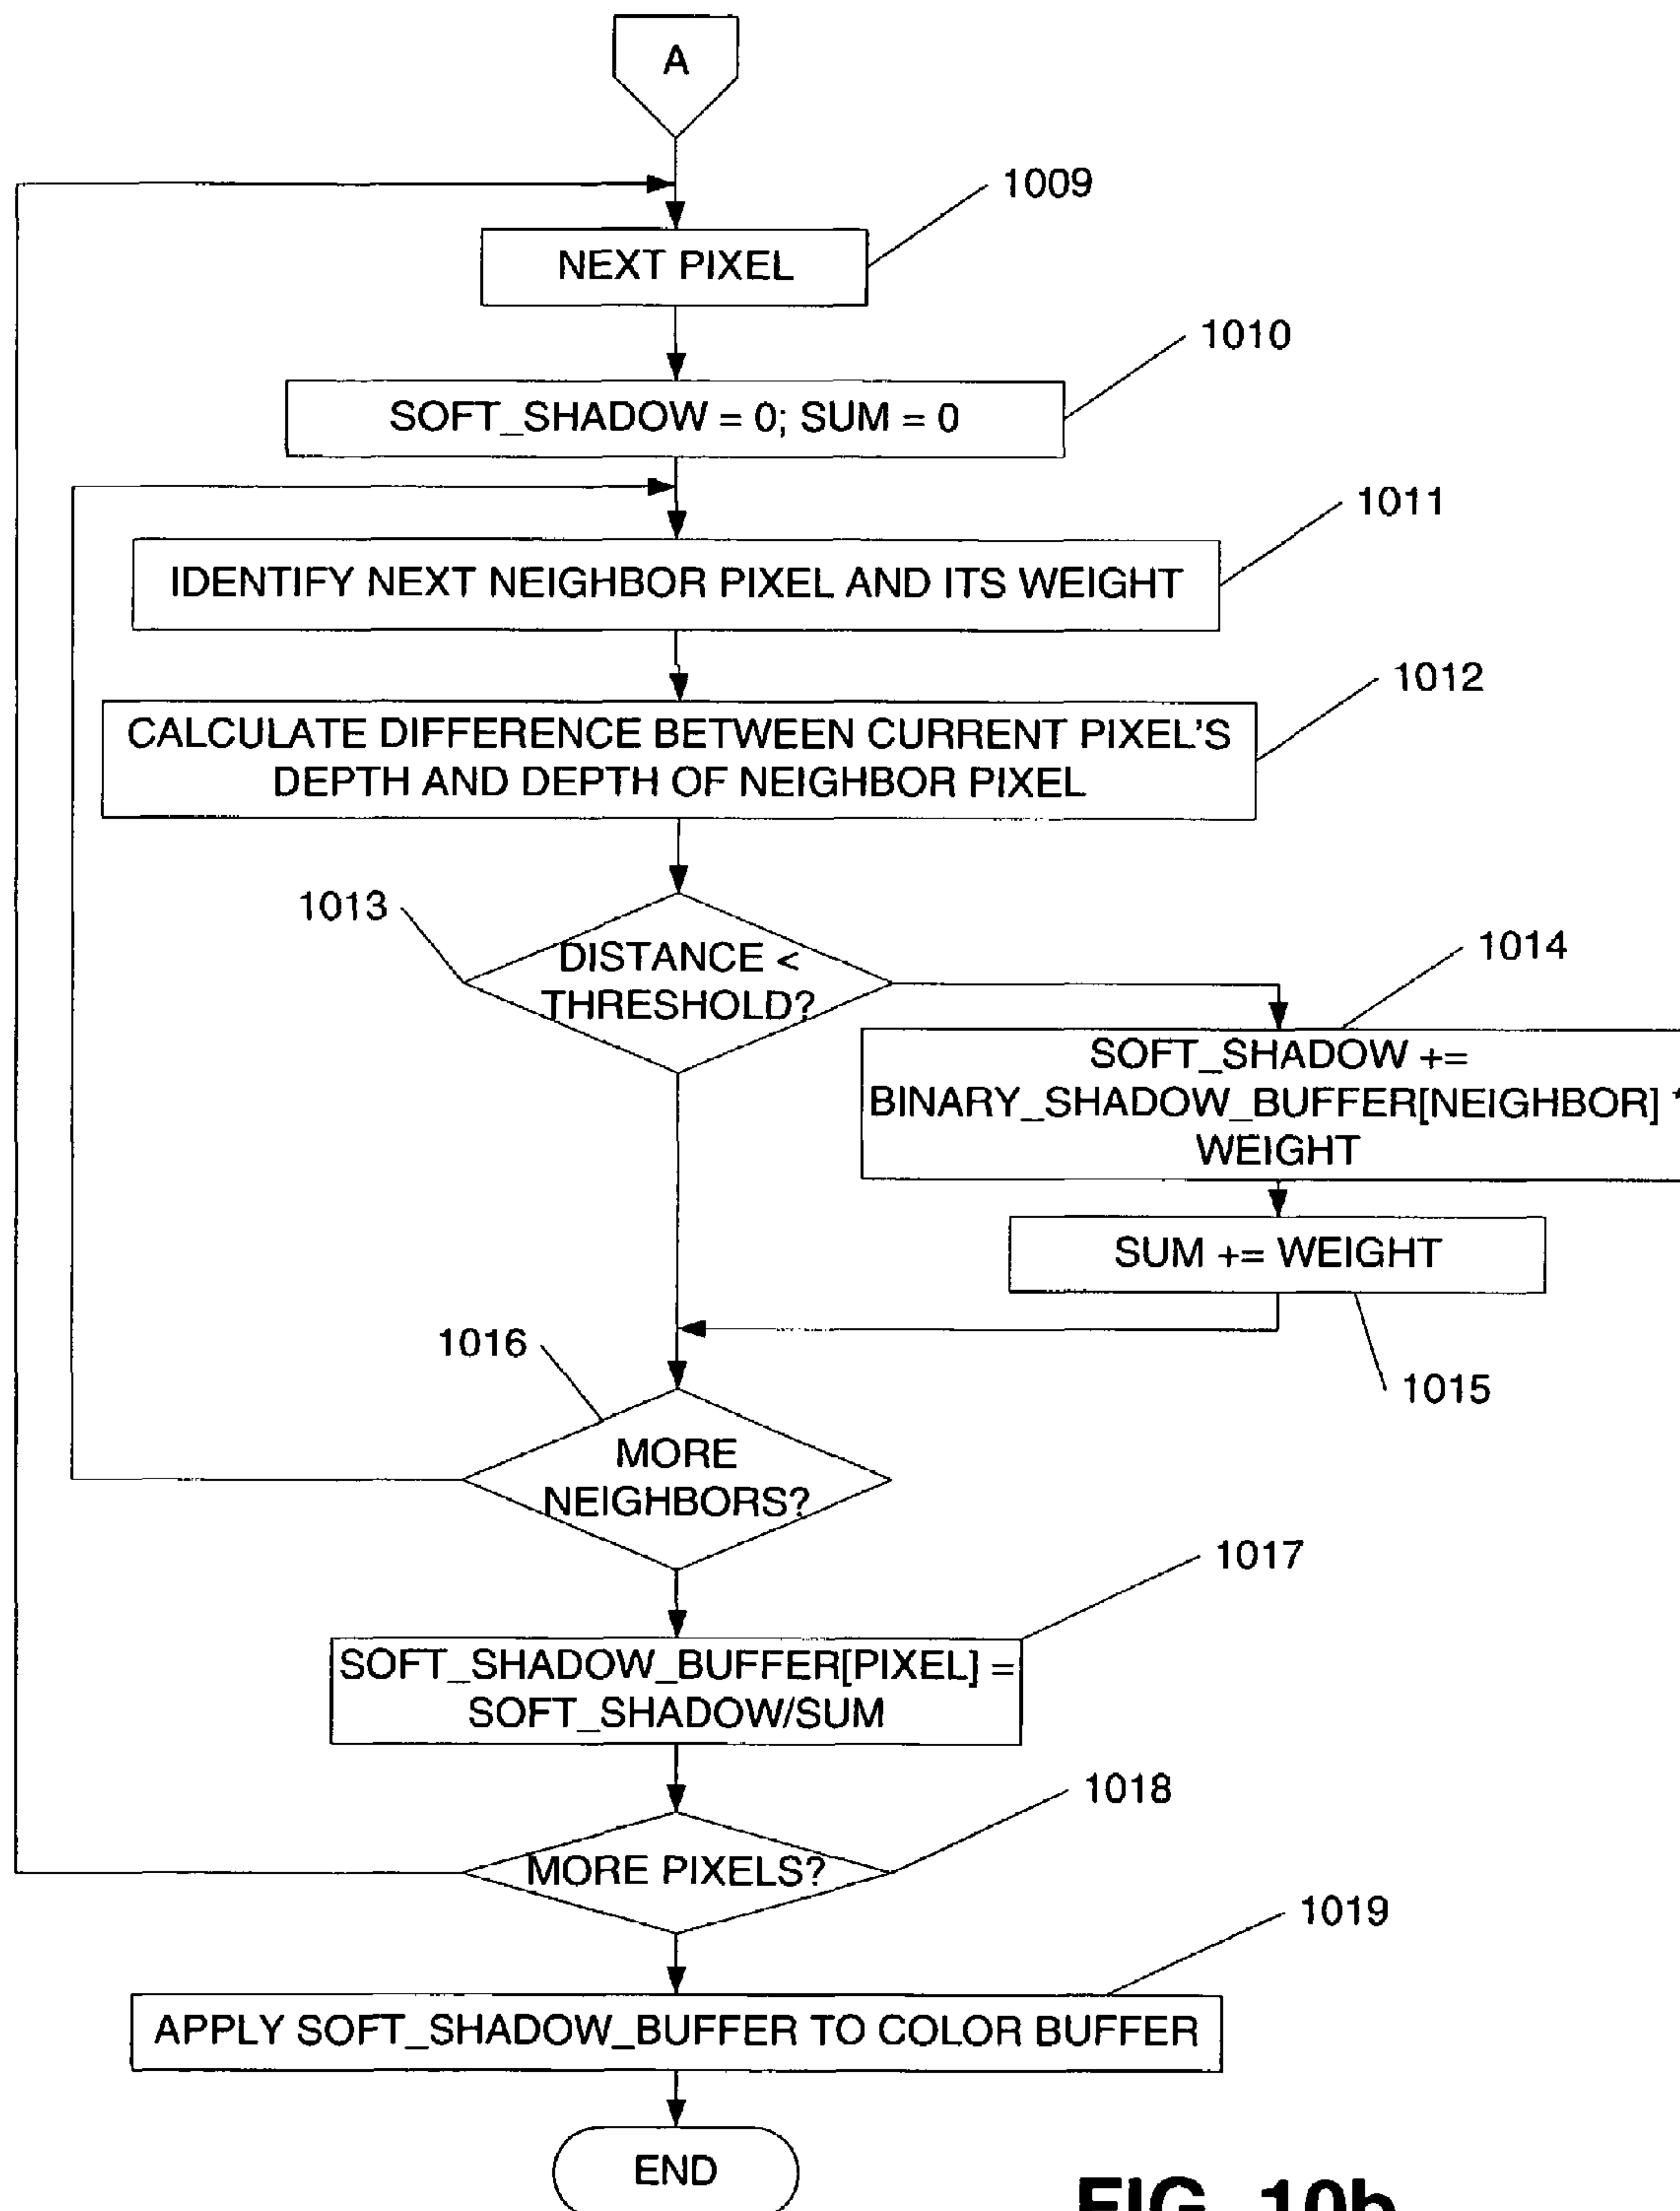 A
1009
NEXT PIXEL
1010
SOFT_SHADOW = 0; SUM = 0
1011
IDENTIFY NEXT NEIGHBOR PIXEL AND ITS WEIGHT
1012
CALCULATE DIFFERENCE BETWEEN CURRENT PIXEL'S
DEPTH AND DEPTH OF NEIGHBOR PIXEL
1013
DISTANCE <
THRESHOLD?
1014
SOFT_SHADOW +=
BINARY_SHADOW_BUFFER[NEIGHBOR] *
WEIGHT
SUM += WEIGHT
1015
1016
MORE
NEIGHBORS?
1017
SOFT_SHADOW_BUFFER[PIXEL] =
SOFT_SHADOW/SUM
1018
MORE PIXELS?
1019
APPLY SOFT_SHADOW_BUFFER TO COLOR BUFFER
END
FIG. 10b